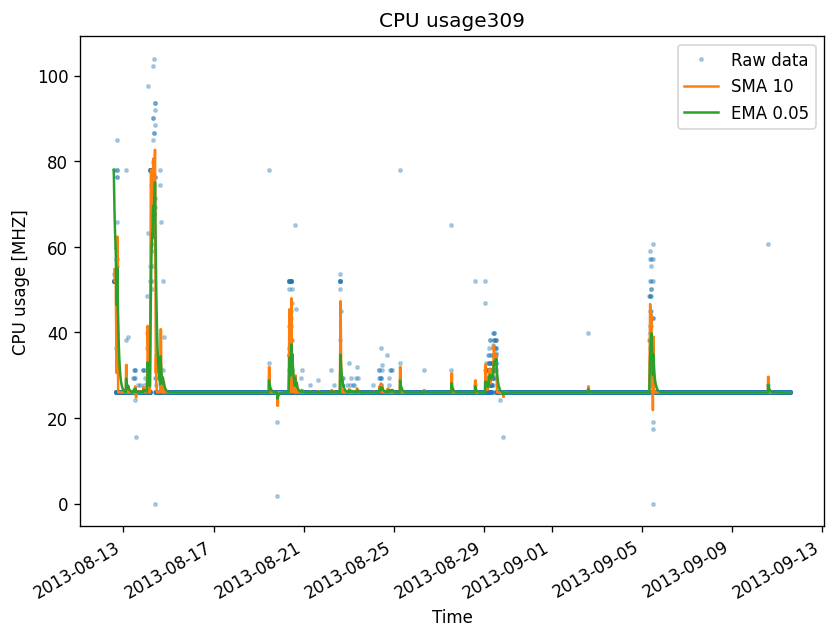 CPU usage309
Raw data
SMA 10
EMA 0.05
CPU usage [MHZ]
100
80
60
40
20
0
2013-08-13
2013-08-17
2013-08-21
2013-08-25
2013-08-29
2013-09-01
2013-09-05
2013-09-09
2013-09-13
Time